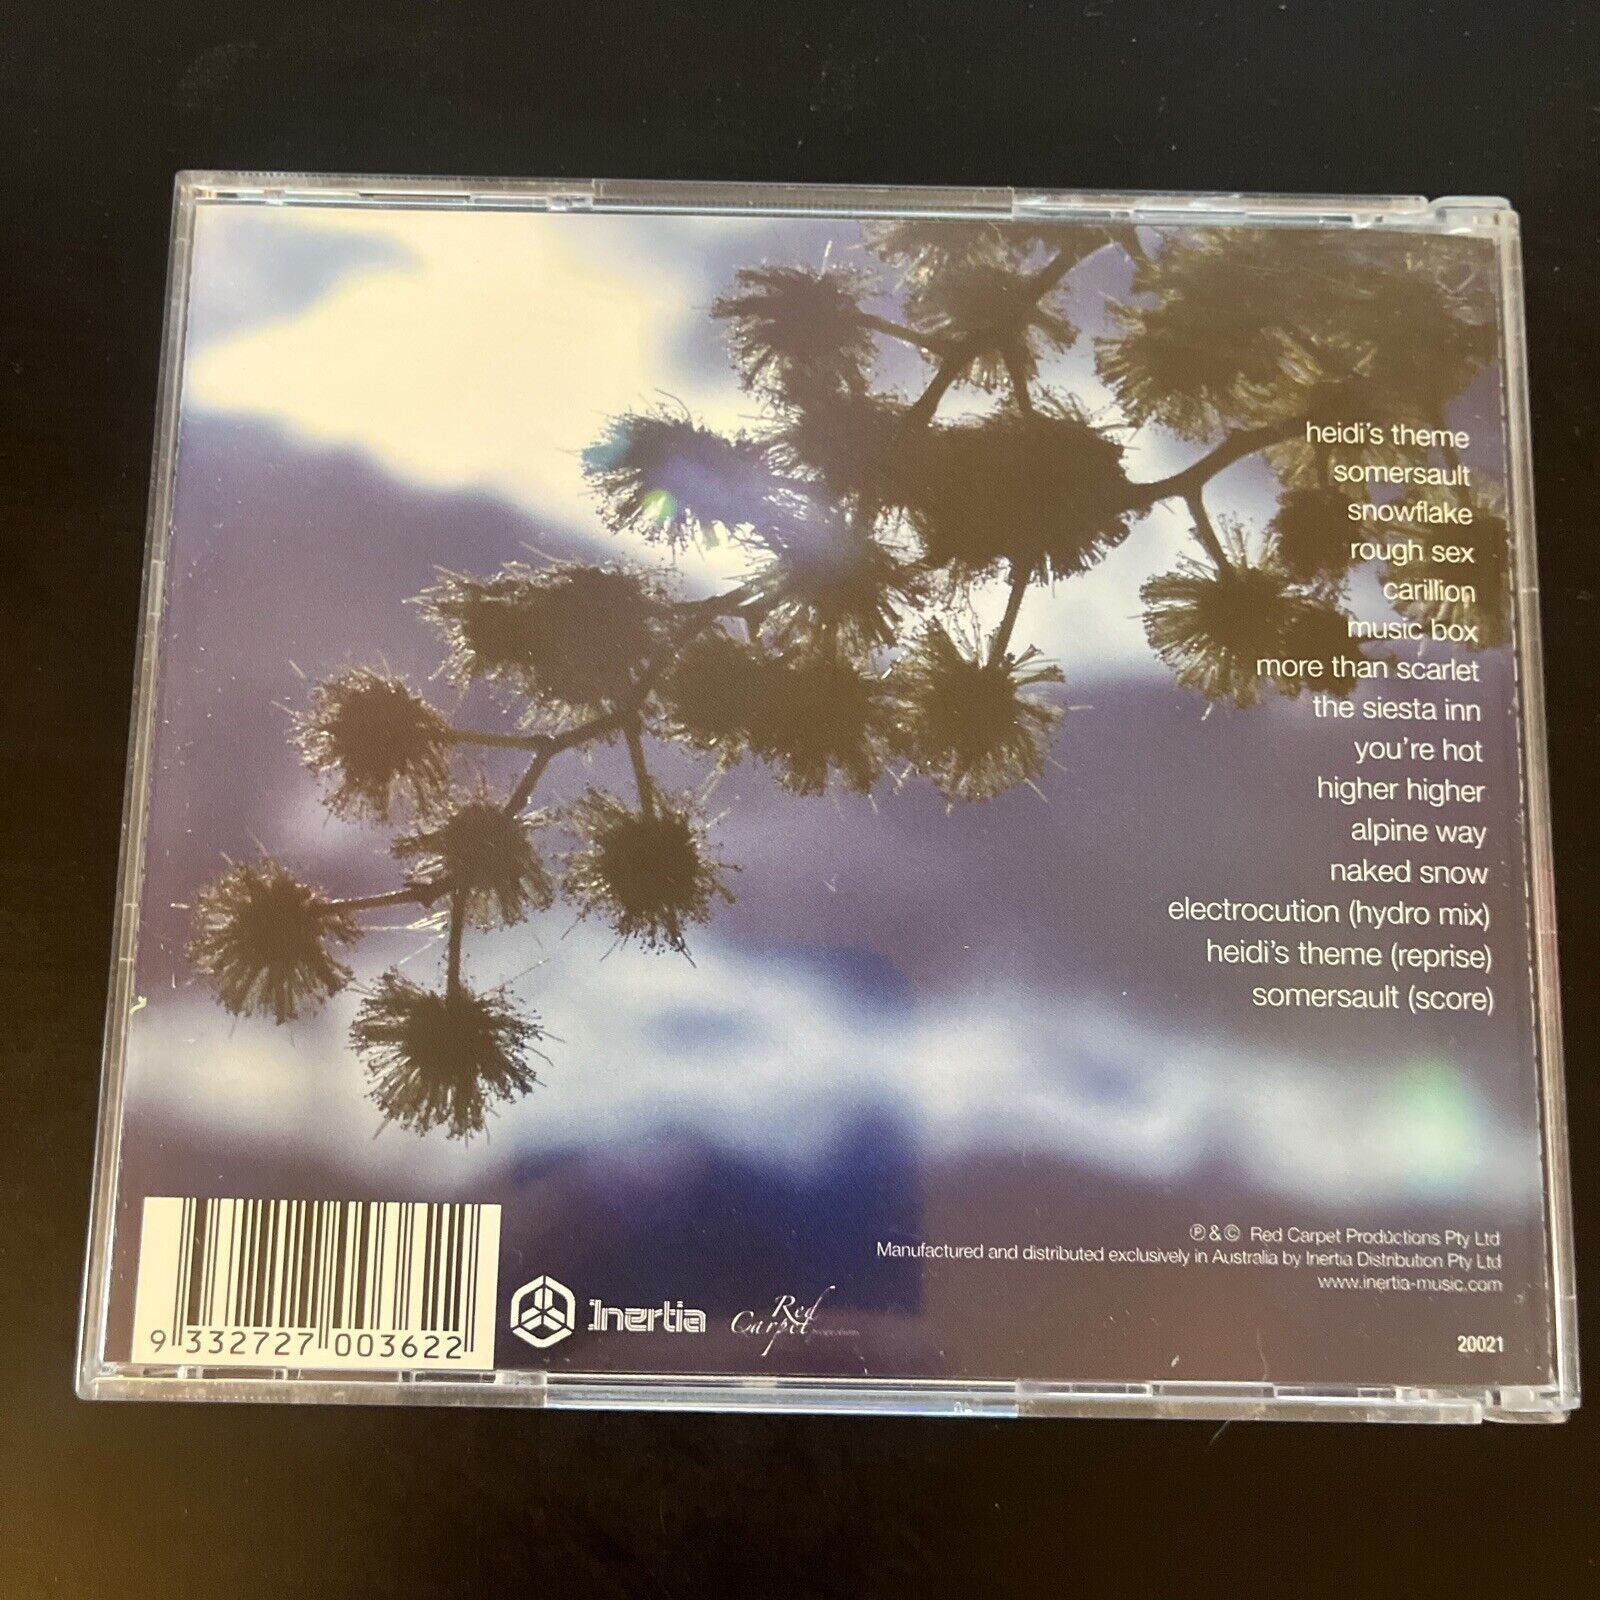 heidi's theme
somersault
snowflake
rough sex
carillion
music box
more than scarlet
the siesta inn
you're hot
higher higher
alpine way
naked snow
electrocution (hydro mix)
heidi's theme (reprise)
somersault (score)
℗ & © Red Carpet Productions Pty Ltd
Manufactured and distributed exclusively in Australia by Inertia Distribution Pty Ltd
www.inertia-music.com
20021
9 332727 003622
Inertia
Red
Carpet